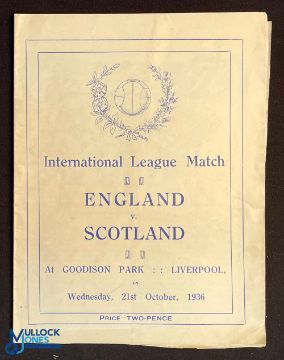 International League Match
ENGLAND
v.
SCOTLAND
At GOODISON PARK : : LIVERPOOL,
on
Wednesday, 21st October, 1936
PRICE—TWO-PENCE
MULLOCK
JONES